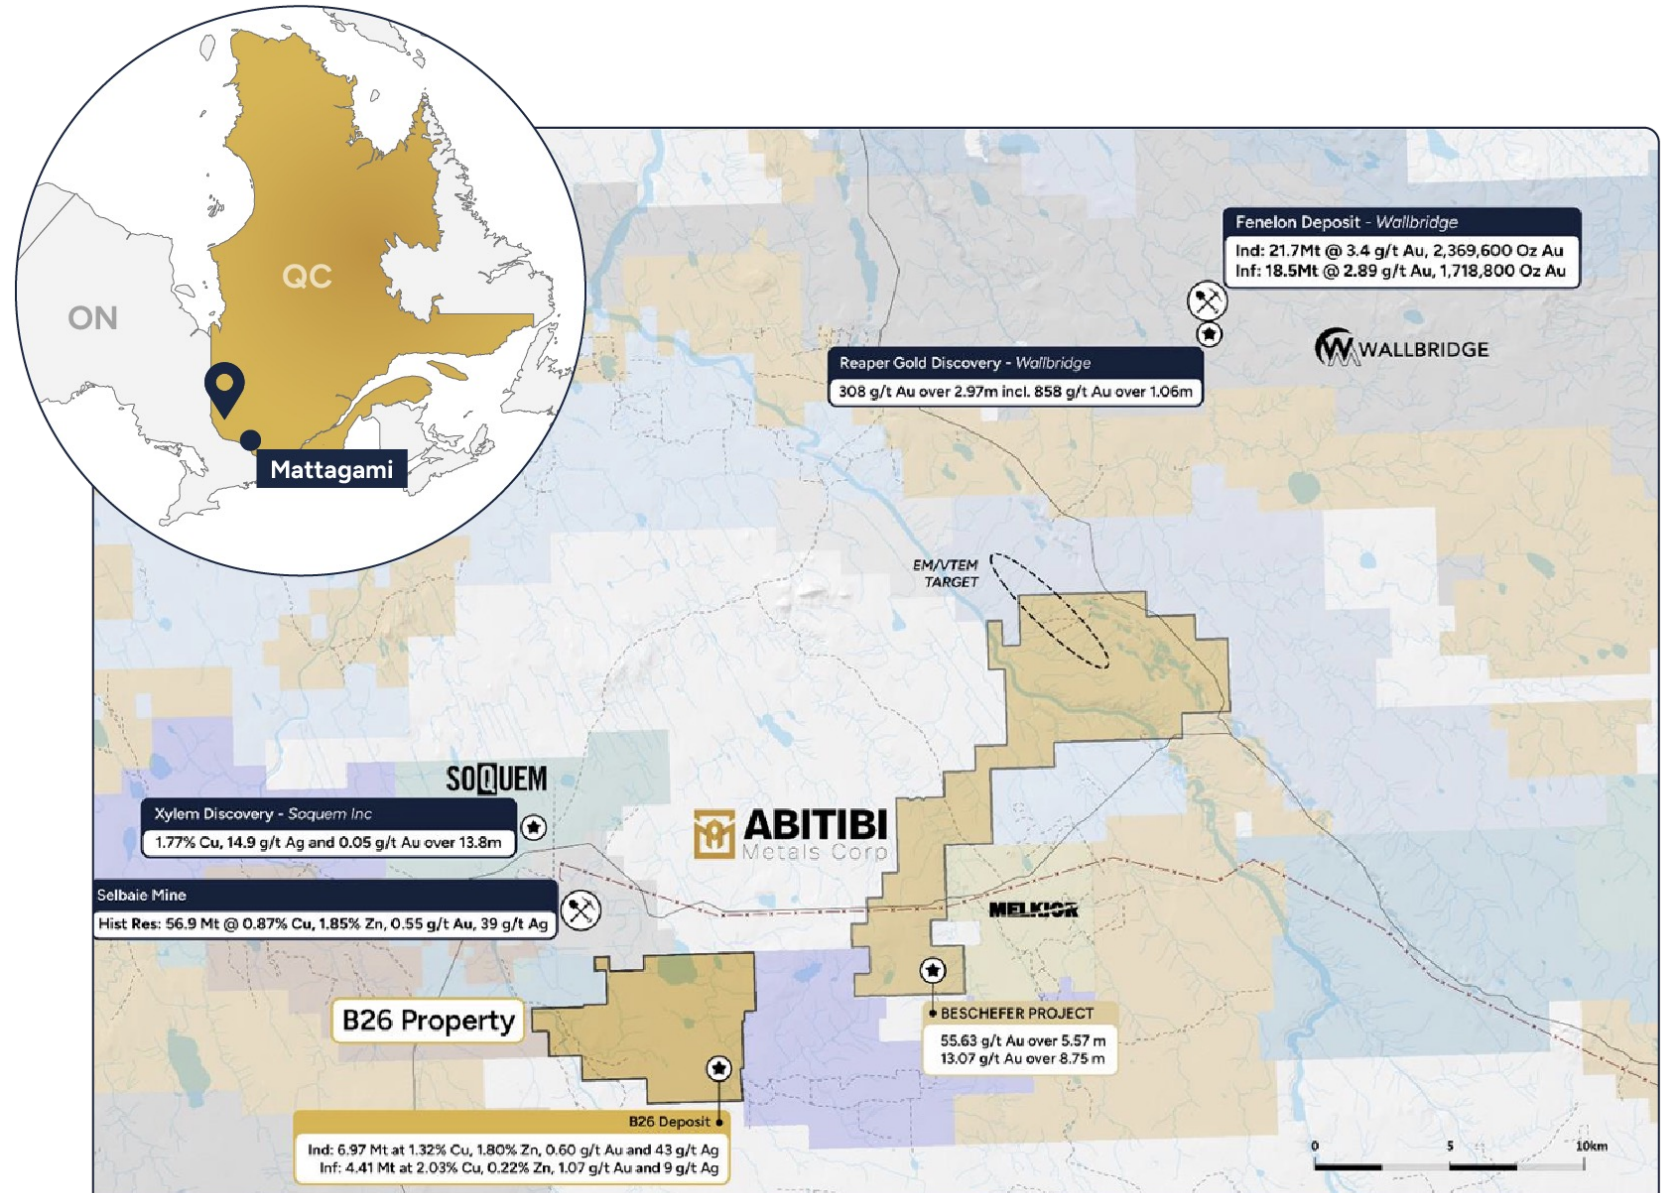 QC
ON
Mattagami
Fenelon Deposit - Wallbridge
Ind: 21.7Mt @ 3.4 g/t Au, 2,369,600 Oz Au
Inf: 18.5Mt @ 2.89 g/t Au, 1,718,800 Oz Au
WALLBRIDGE
Reaper Gold Discovery - Wallbridge
308 g/t Au over 2.97m incl. 858 g/t Au over 1.06m
EM/VTEM
TARGET
SOQUEM
Xylem Discovery - Soquem Inc
1.77% Cu, 14.9 g/t Ag and 0.05 g/t Au over 13.8m
ABITIBI
Metals Corp
Selbaie Mine
Hist Res: 56.9 Mt @ 0.87% Cu, 1.85% Zn, 0.55 g/t Au, 39 g/t Ag
MELKIOR
B26 Property
BESCHEFER PROJECT
55.63 g/t Au over 5.57 m
13.07 g/t Au over 8.75 m
B26 Deposit
Ind: 6.97 Mt at 1.32% Cu, 1.80% Zn, 0.60 g/t Au and 43 g/t Ag
Inf: 4.41 Mt at 2.03% Cu, 0.22% Zn, 1.07 g/t Au and 9 g/t Ag
0 5 10km